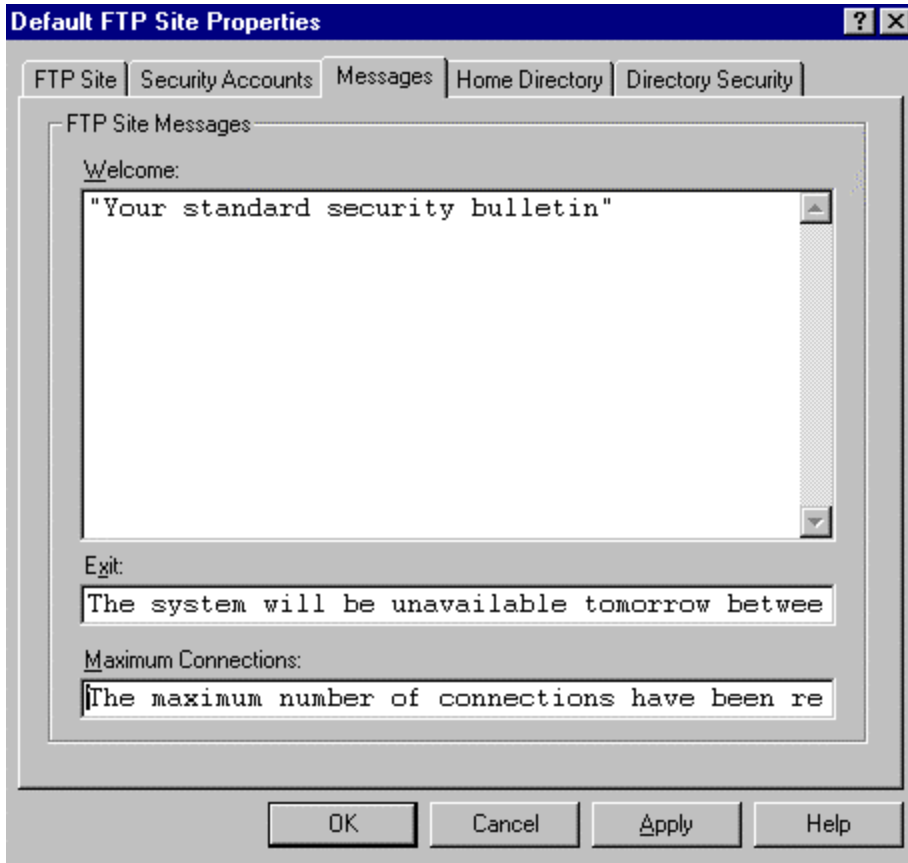 Default FTP Site Properties
FTP Site Security Accounts Messages Home Directory Directory Security
FTP Site Messages
Welcome:
"Your standard security bulletin"
Exit:
The system will be unavailable tomorrow betwee
Maximum Connections:
The maximum number of connections have been re
OK Cancel Apply Help